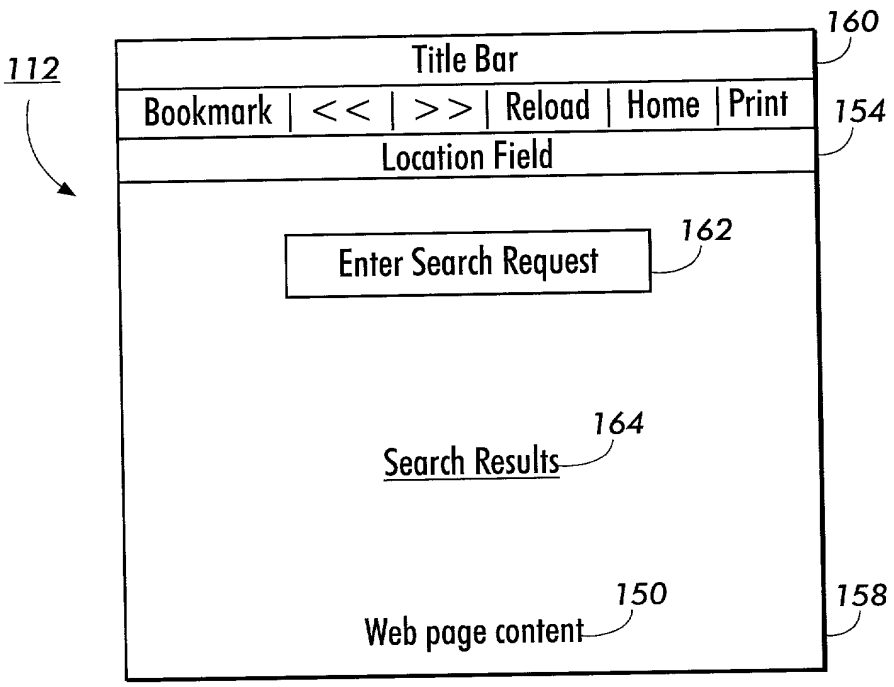 160
Title Bar
112
Bookmark | << | >> | Reload | Home | Print
154
Location Field
162
Enter Search Request
164
Search Results
150
158
Web page content